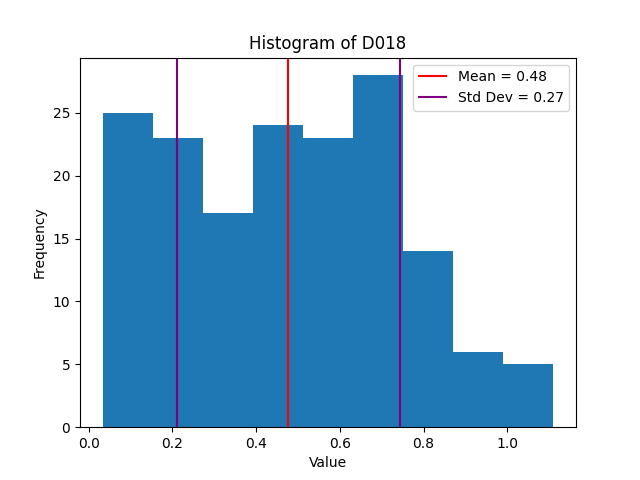 Histogram of D018
Mean = 0.48
Std Dev = 0.27
Frequency
25
20
15
10
5
0
0.0 0.2 0.4 0.6 0.8 1.0
Value